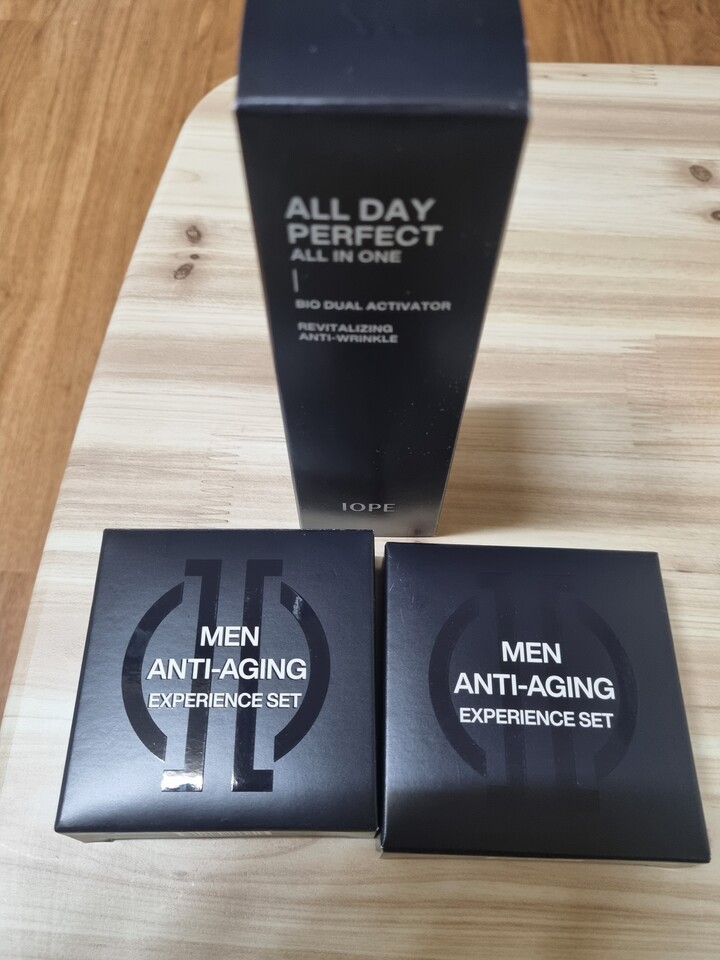 ALL DAY
PERFECT
ALL IN ONE
BIO DUAL ACTIVATOR
REVITALIZING
ANTI-WRINKLE
IOPE
MEN
ANTI-AGING
EXPERIENCE SET
MEN
ANTI-AGING
EXPERIENCE SET